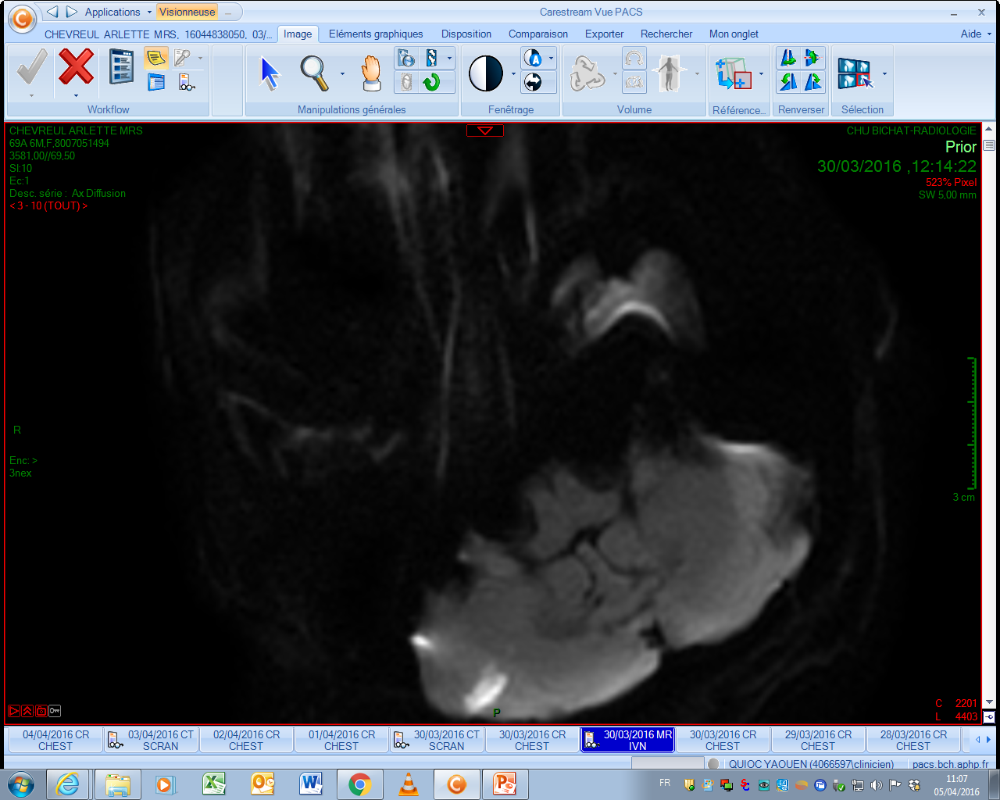 Applications Visionneuse Carestream Vue PACS
CHEVREUL ARLETTE MRS, 16044838050, 03/... Image Eléments graphiques Disposition Comparaison Exporter Rechercher Mon onglet Aide
Workflow Manipulations générales Fenêtrage Volume Référence... Renverser Sélection
CHEVREUL ARLETTE MRS
69A 6M,F,8007051494
3581,00//69,50
SI:10
Ec:1
Desc. série : Ax Diffusion
< 3 - 10 (TOUT) >
CHU BICHAT-RADIOLOGIE
Prior
30/03/2016 ,12:14:22
523% Pixel
SW 5,00 mm
R
Enc: >
3nex
3 cm
P
C 2201
L 4403
04/04/2016 CR
CHEST
03/04/2016 CT
SCRAN
02/04/2016 CR
CHEST
01/04/2016 CR
CHEST
30/03/2016 CT
SCRAN
30/03/2016 CR
CHEST
30/03/2016 MR
IVN
30/03/2016 CR
CHEST
29/03/2016 CR
CHEST
28/03/2016 CR
CHEST
QUIOC YAOUEN (4066597\clinicien) pacs.bch.aphp.fr
FR
11:07
05/04/2016